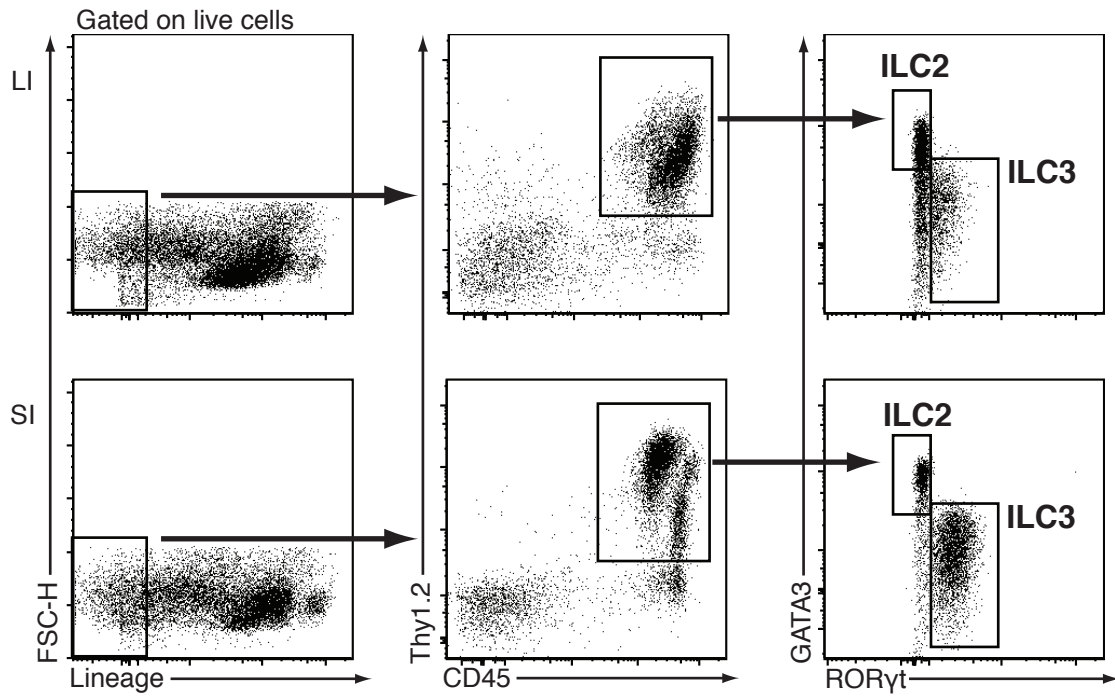 Gated on live cells
LI
ILC2
ILC3
SI
ILC2
ILC3
FSC-H
Thy1.2
GATA3
Lineage
CD45
RORγt